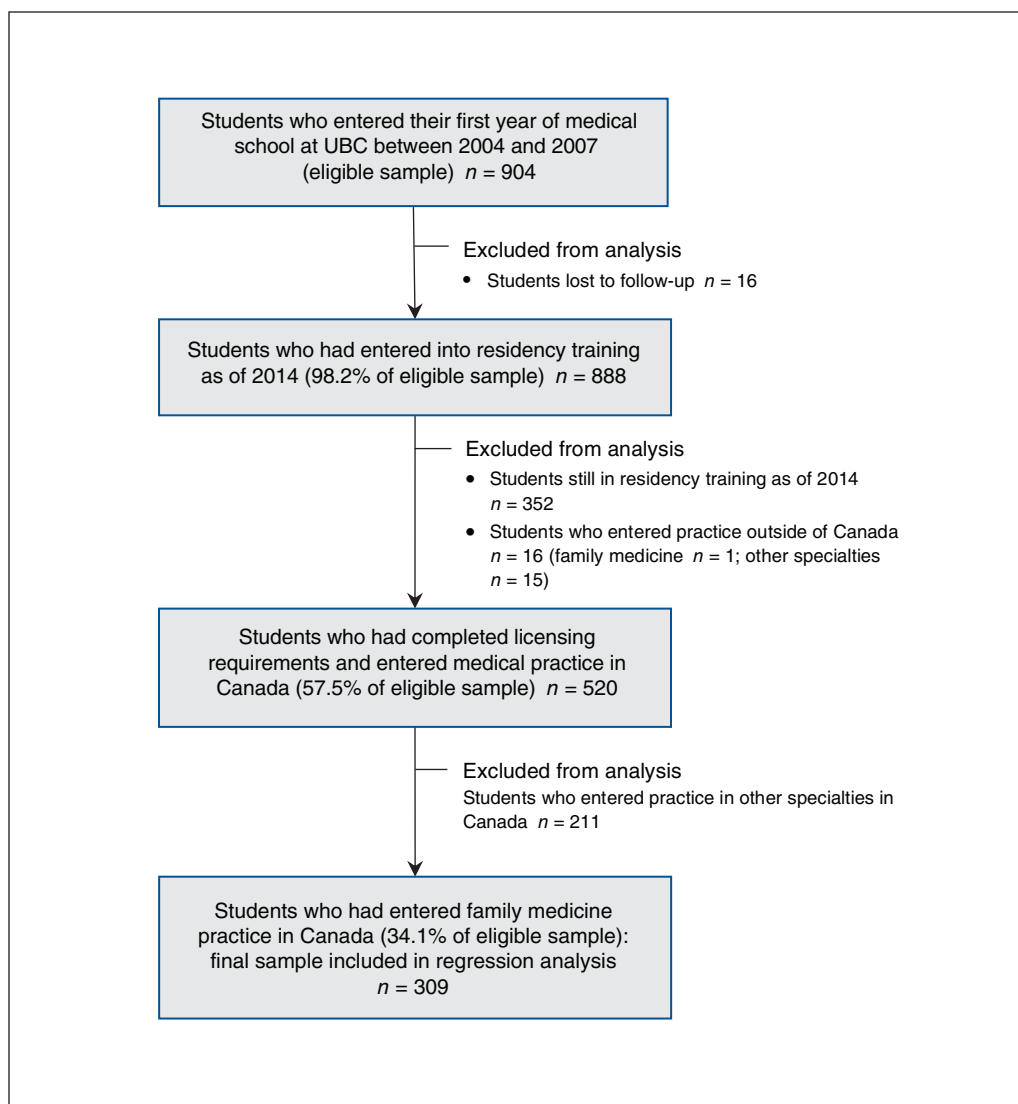 Students who entered their first year of medical
school at UBC between 2004 and 2007
(eligible sample) n = 904
Excluded from analysis
• Students lost to follow-up n = 16
Students who had entered into residency training
as of 2014 (98.2% of eligible sample) n = 888
Excluded from analysis
• Students still in residency training as of 2014
n = 352
• Students who entered practice outside of Canada
n = 16 (family medicine n = 1; other specialties
n = 15)
Students who had completed licensing
requirements and entered medical practice in
Canada (57.5% of eligible sample) n = 520
Excluded from analysis
Students who entered practice in other specialties in
Canada n = 211
Students who had entered family medicine
practice in Canada (34.1% of eligible sample):
final sample included in regression analysis
n = 309